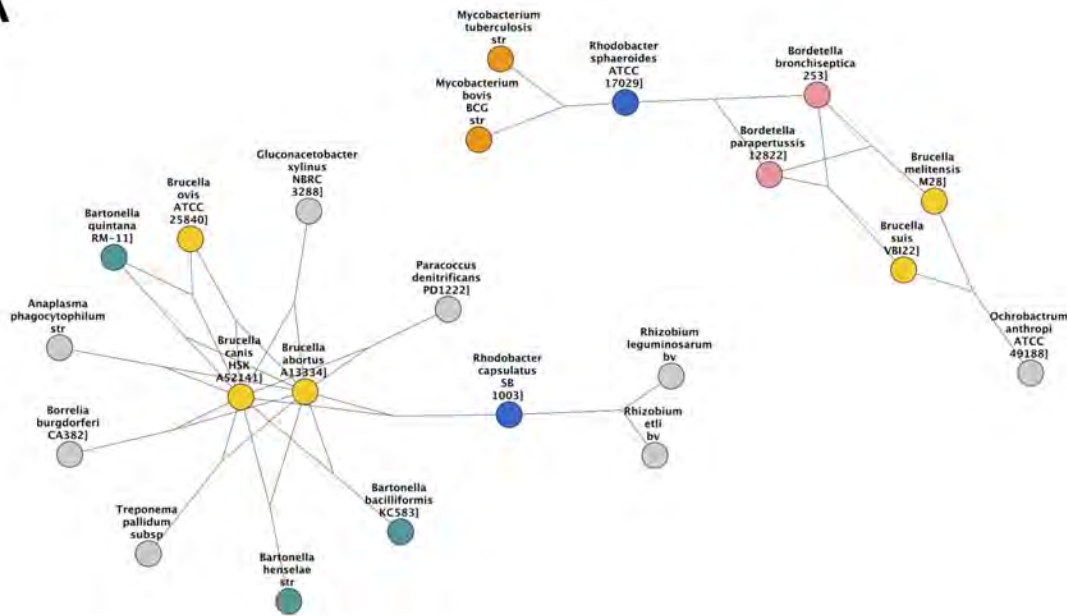 A
Mycobacterium
tuberculosis
str
Rhodobacter
sphaeroides
ATCC
17029]
Bordetella
bronchiseptica
253]
Mycobacterium
bovis
BCG
str
Bordetella
parapertussis
12822]
Brucella
melitensis
M28]
Brucella
suis
VBI22]
Ochrobactrum
anthropi
ATCC
49188]
Gluconacetobacter
xylinus
NBRC
3288]
Brucella
ovis
ATCC
25840]
Bartonella
quintana
RM-11]
Paracoccus
denitrificans
PD1222]
Anaplasma
phagocytophilum
str
Brucella
canis
HSK
A52141]
Brucella
abortus
A13334]
Rhodobacter
capsulatus
SB
1003]
Rhizobium
leguminosarum
bv
Rhizobium
etli
bv
Borrelia
burgdorferi
CA382]
Treponema
pallidum
subsp
Bartonella
bacilliformis
KC583]
Bartonella
henselae
str